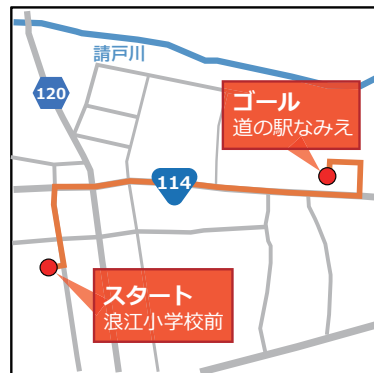 請戸川
120
ゴール
道の駅なみえ
114
スタート
浪江小学校前